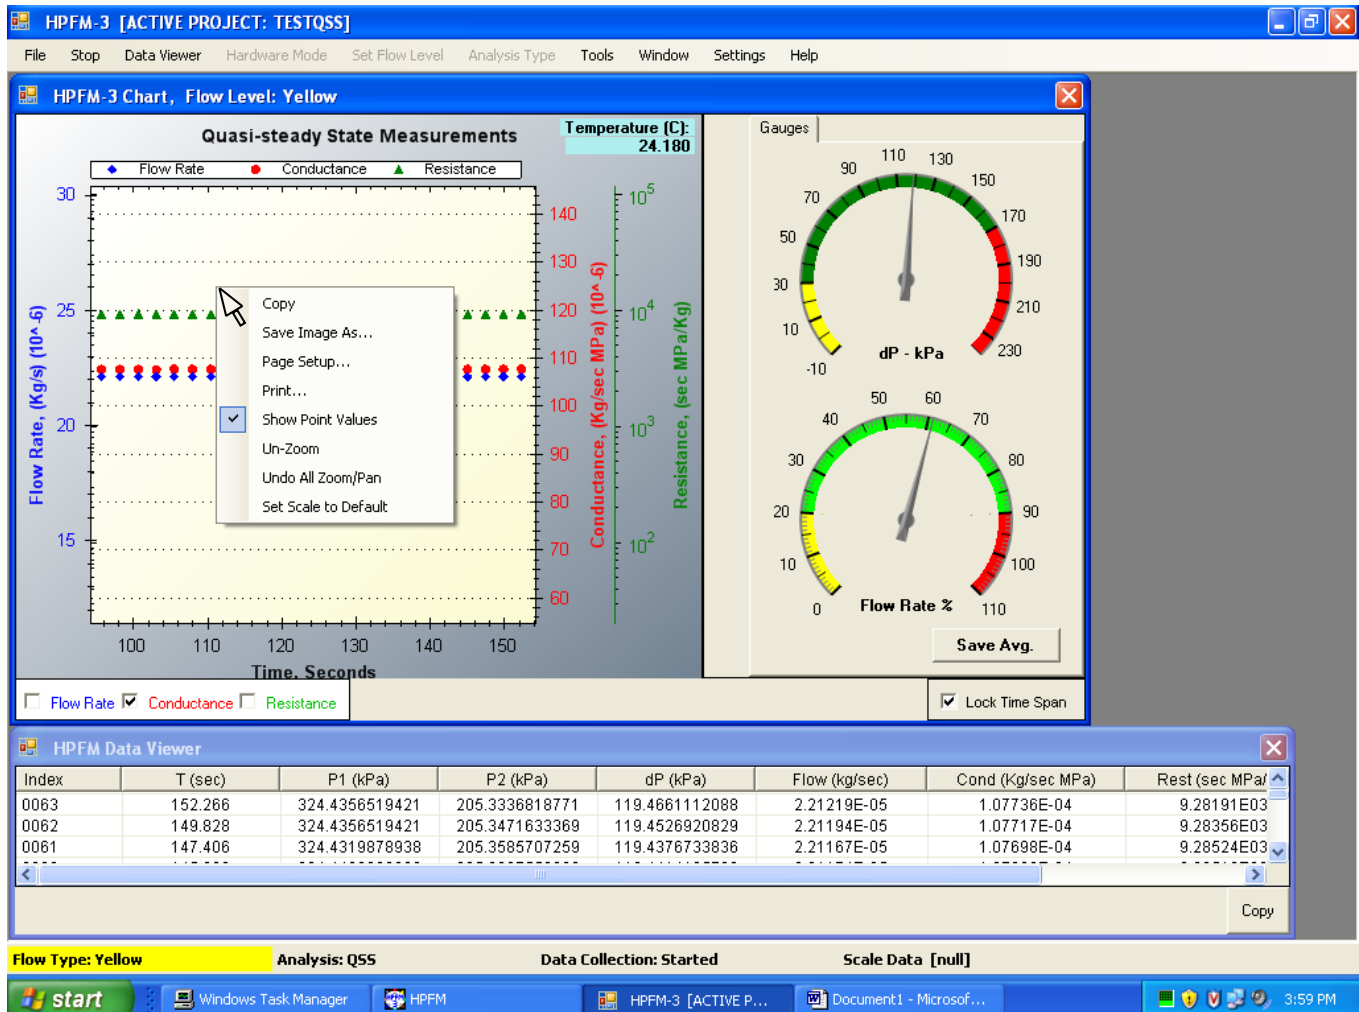 HPFM-3 [ACTIVE PROJECT: TESTQSS]
File Stop Data Viewer Hardware Mode Set Flow Level Analysis Type Tools Window Settings Help
HPFM-3 Chart, Flow Level: Yellow
Quasi-steady State Measurements
Temperature (C):
24.180
Flow Rate Conductance Resistance
30
25
20
15
Flow Rate, (Kg/s) (10^-6)
140
130
120
110
100
90
80
70
60
Conductance, (Kg/sec MPa) (10^-6)
10^5
10^4
10^3
10^2
Resistance, (sec MPa/Kg)
100 110 120 130 140 150
Time, Seconds
Copy
Save Image As...
Page Setup...
Print...
Show Point Values
Un-Zoom
Undo All Zoom/Pan
Set Scale to Default
Gauges
-10 10 30 50 70 90 110 130 150 170 190 210 230
dP - kPa
0 10 20 30 40 50 60 70 80 90 100 110
Flow Rate %
Save Avg.
Flow Rate Conductance Resistance
Lock Time Span
HPFM Data Viewer
Index T (sec) P1 (kPa) P2 (kPa) dP (kPa) Flow (kg/sec) Cond (Kg/sec MPa) Rest (sec MPa/
0063 152.266 324.4356519421 205.3336818771 119.4661112088 2.21219E-05 1.07736E-04 9.28191E03
0062 149.828 324.4356519421 205.3471633369 119.4526920829 2.21194E-05 1.07717E-04 9.28356E03
0061 147.406 324.4319878938 205.3585707259 119.4376733836 2.21167E-05 1.07698E-04 9.28524E03
Copy
Flow Type: Yellow Analysis: QSS Data Collection: Started Scale Data [null]
start Windows Task Manager HPFM HPFM-3 [ACTIVE P... Document1 - Microsof... 3:59 PM